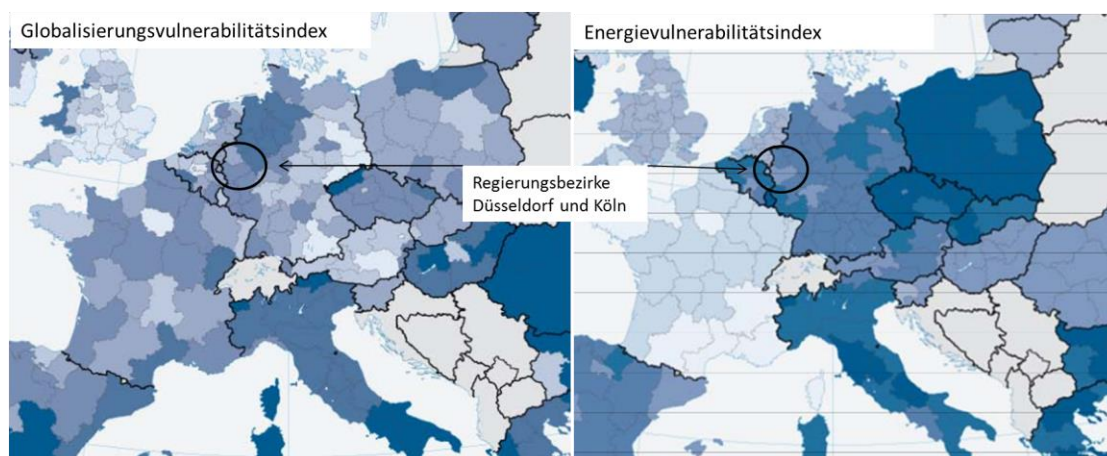 Globalisierungsvulnerabilitätsindex
Energievulnerabilitätsindex
Regierungsbezirke
Düsseldorf und Köln